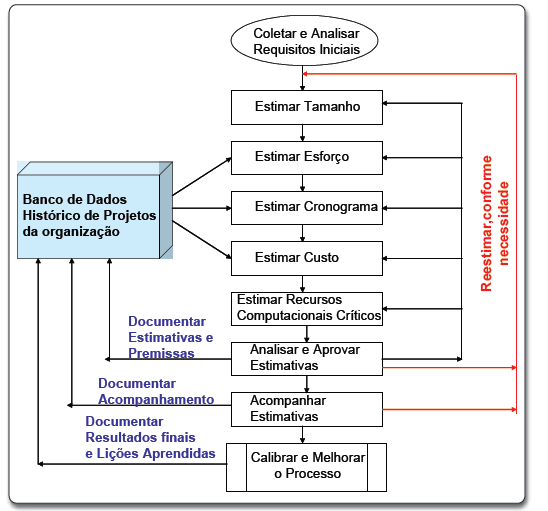 Coletar e Analisar
Requisitos Iniciais
Estimar Tamanho
Estimar Esforço
Banco de Dados
Histórico de Projetos
da organização
Estimar Cronograma
Estimar Custo
Reestimar,conforme
necessidade
Estimar Recursos
Computacionais Críticos
Documentar
Estimativas e
Premissas
Analisar e Aprovar
Estimativas
Documentar
Acompanhamento
Acompanhar
Estimativas
Documentar
Resultados finais
e Lições Aprendidas
Calibrar e Melhorar
o Processo